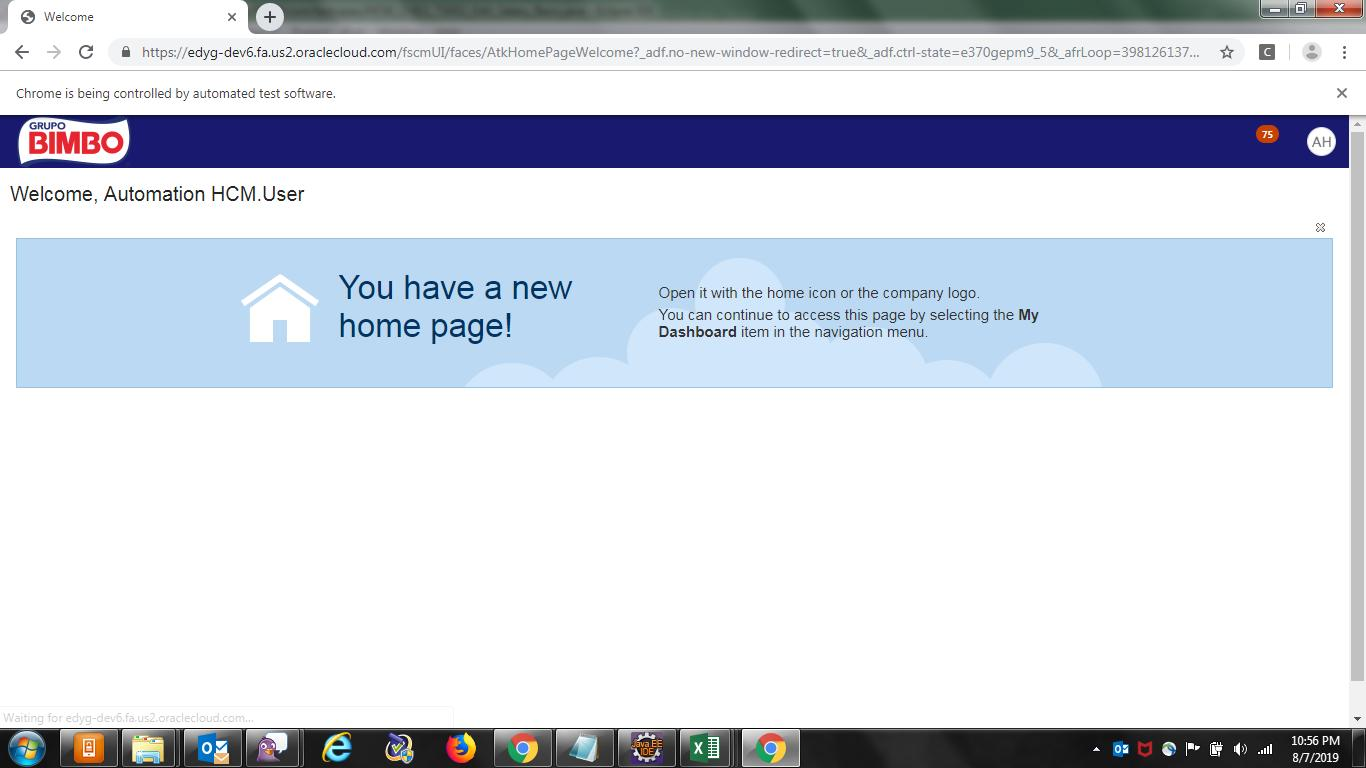 Welcome
https://edyg-dev6.fa.us2.oraclecloud.com/fscmUI/faces/AtkHomePageWelcome?_adf.no-new-window-redirect=true&_adf.ctrl-state=e370gepm9_5&_afrLoop=398126137...
C
Chrome is being controlled by automated test software.
GRUPO
BIMBO
75
AH
Welcome, Automation HCM.User
You have a new
home page!
Open it with the home icon or the company logo.
You can continue to access this page by selecting the My
Dashboard item in the navigation menu.
Waiting for edyg-dev6.fa.us2.oraclecloud.com...
Java EE
IDE
10:56 PM
8/7/2019